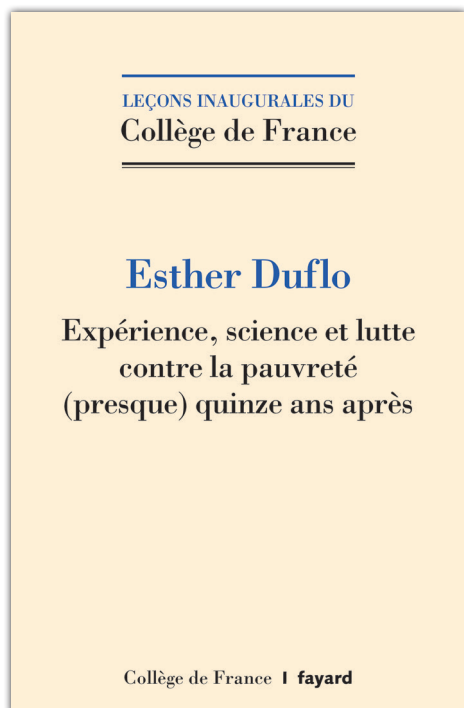 LEÇONS INAUGURALES DU
Collège de France
Esther Duflo
Expérience, science et lutte
contre la pauvreté
(presque) quinze ans après
Collège de France I fayard